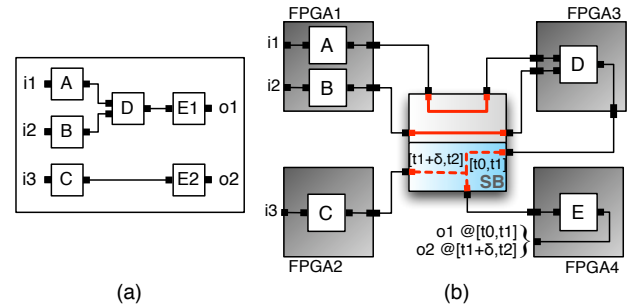 i1
A
i2
B
D
E1
o1
i3
C
E2
o2
(a)
FPGA1
i1
A
i2
B
FPGA3
D
[t1+δ,t2]
[t0,t1]
SB
i3
C
FPGA2
E
o1 @[t0,t1]
o2 @[t1+δ,t2]
FPGA4
(b)